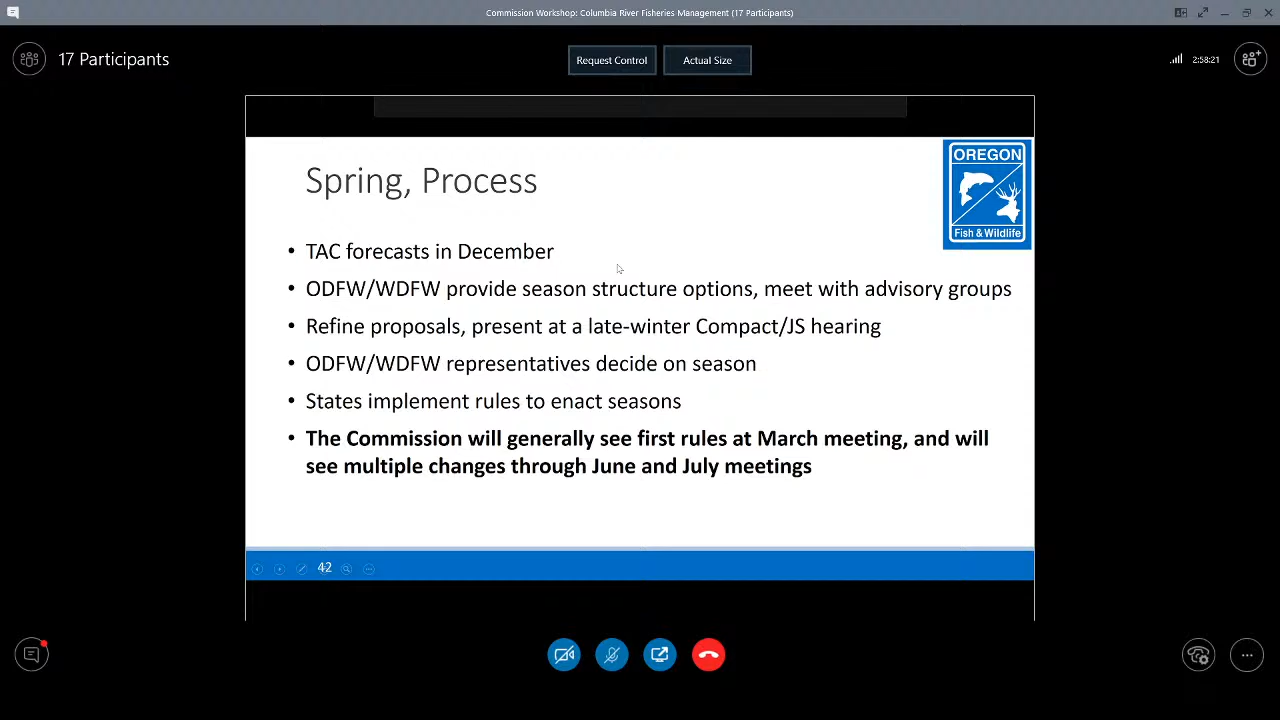 Commission Workshop: Columbia River Fisheries Management (17 Participants)
17 Participants
Request Control
Actual Size
2:58:21
Spring, Process
OREGON
Fish & Wildlife
• TAC forecasts in December
• ODFW/WDFW provide season structure options, meet with advisory groups
• Refine proposals, present at a late-winter Compact/JS hearing
• ODFW/WDFW representatives decide on season
• States implement rules to enact seasons
• The Commission will generally see first rules at March meeting, and will
see multiple changes through June and July meetings
42